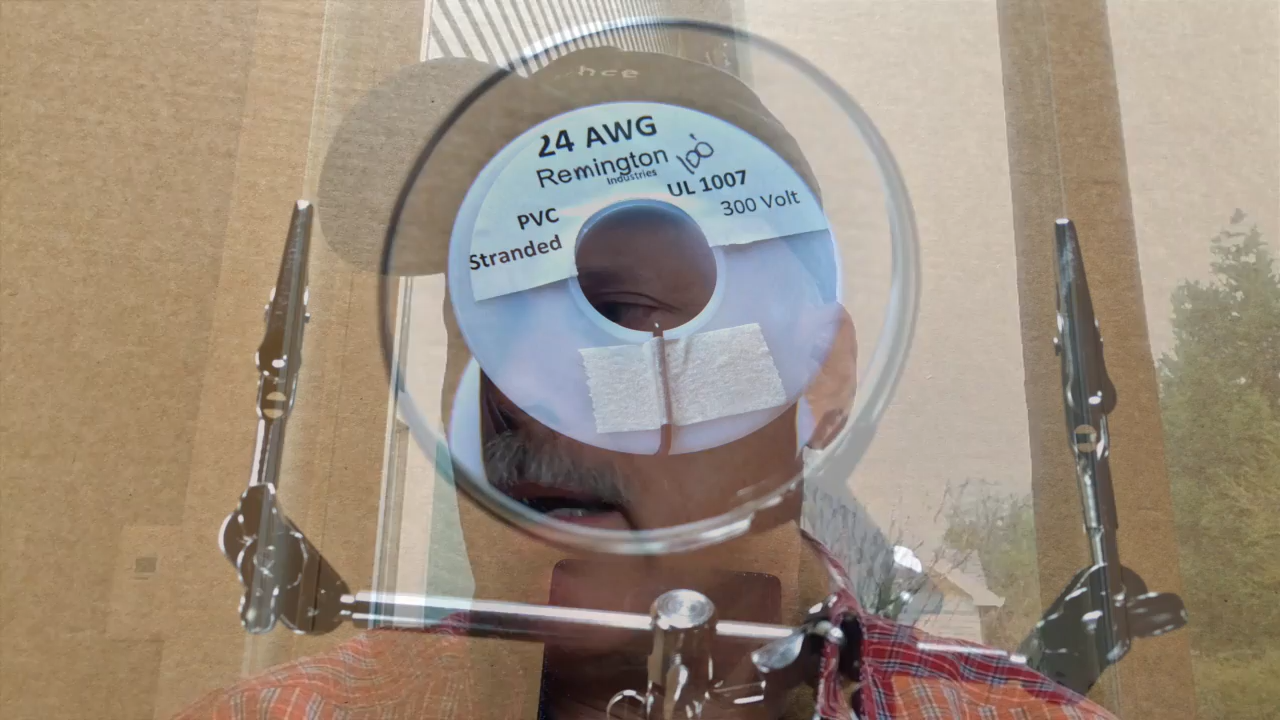 24 AWG
Remington 100'
Industries
UL 1007
PVC 300 Volt
Stranded